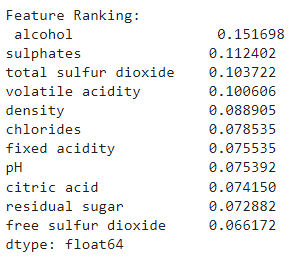 Feature Ranking:
 alcohol                 0.151698
sulphates               0.112402
total sulfur dioxide    0.103722
volatile acidity        0.100606
density                 0.088905
chlorides               0.078535
fixed acidity           0.075535
pH                      0.075392
citric acid             0.074150
residual sugar          0.072882
free sulfur dioxide     0.066172
dtype: float64